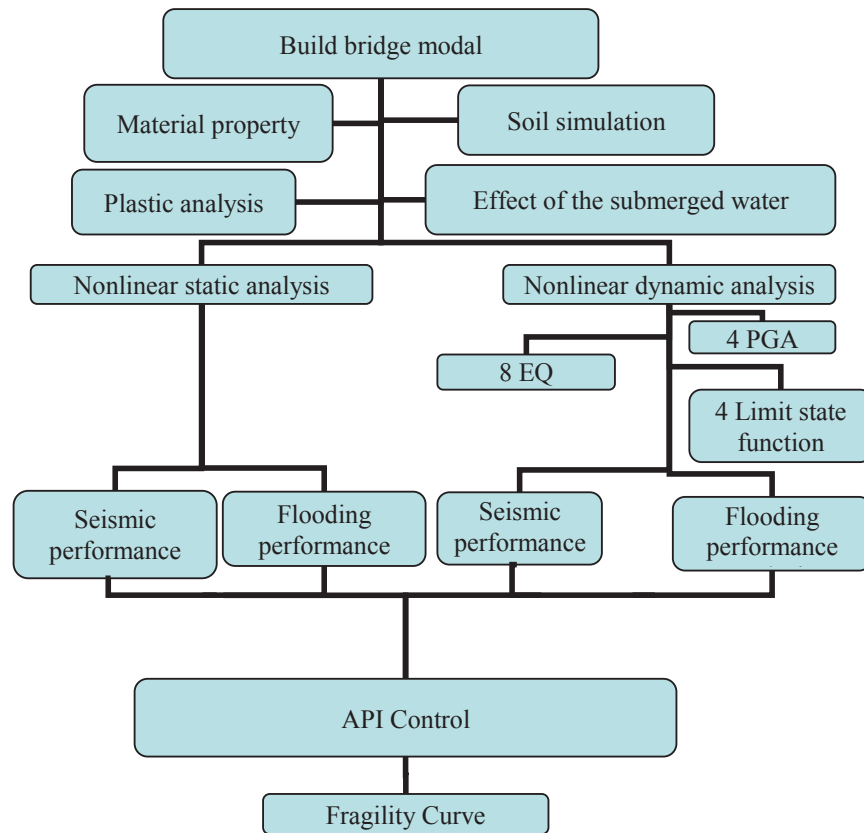 Build bridge modal
Material property
Soil simulation
Plastic analysis
Effect of the submerged water
Nonlinear static analysis
Nonlinear dynamic analysis
4 PGA
8 EQ
4 Limit state
function
Seismic
performance
Flooding
performance
Seismic
performance
Flooding
performance
API Control
Fragility Curve